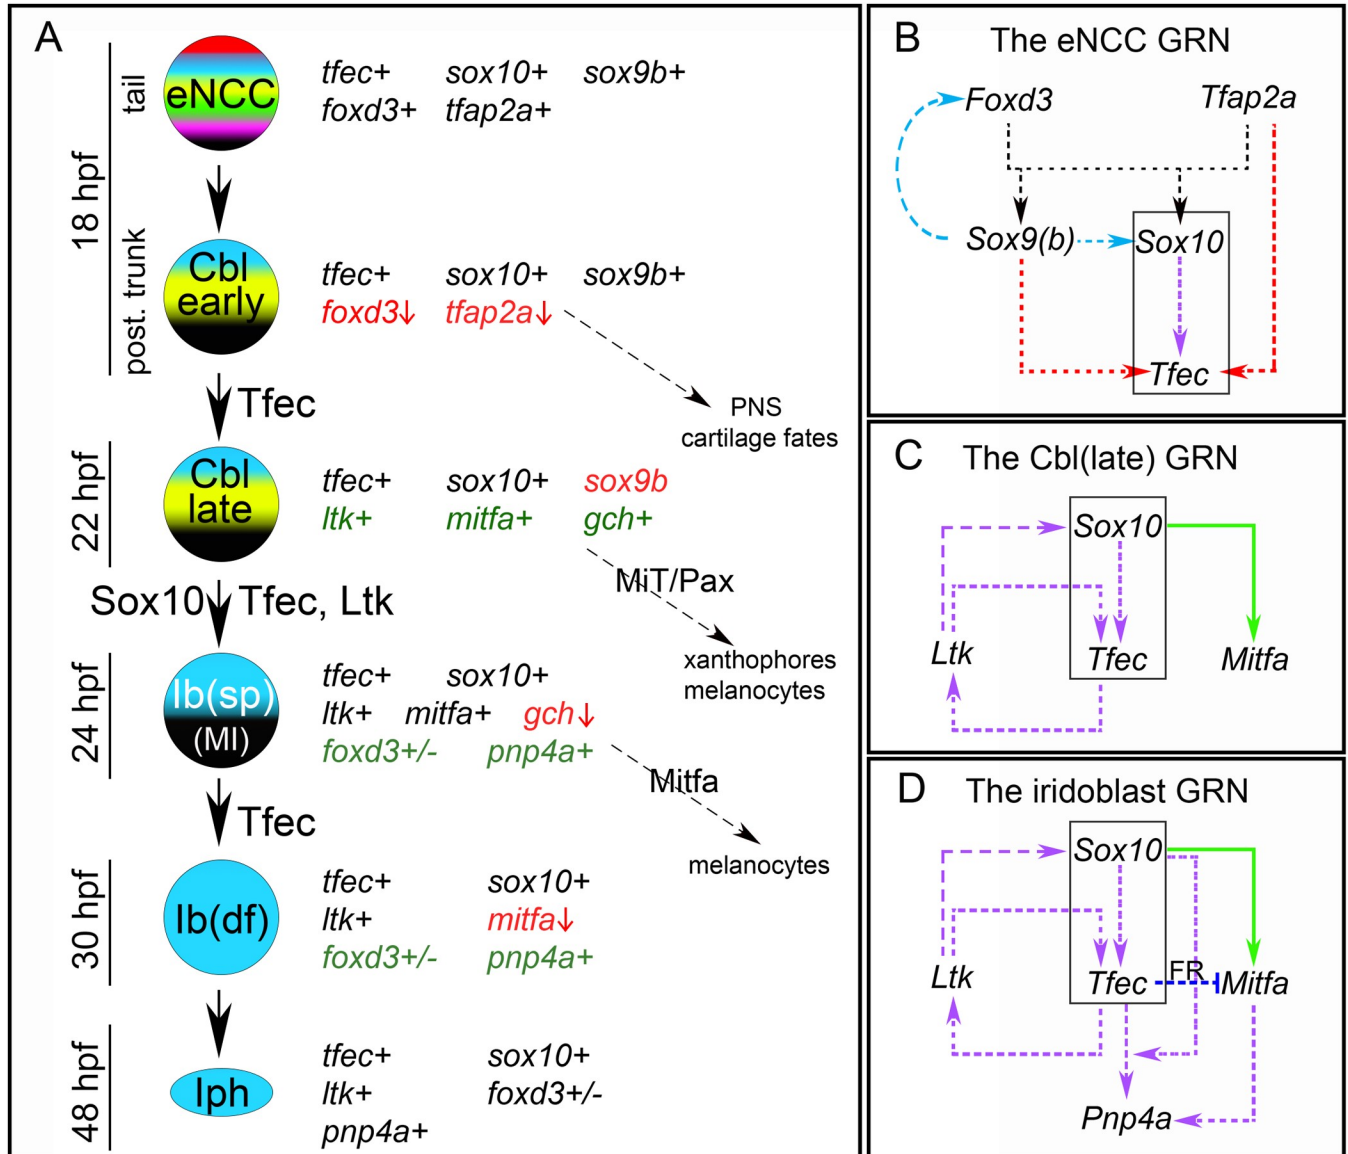 A
tail
eNCC
tfec+ sox10+ sox9b+
foxd3+ tfap2a+
18 hpf
post. trunk
Cbl
early
tfec+ sox10+ sox9b+
foxd3↓ tfap2a↓
PNS
cartilage fates
Tfec
22 hpf
Cbl
late
tfec+ sox10+ sox9b
ltk+ mitfa+ gch+
MiT/Pax
xanthophores
melanocytes
Sox10 Tfec, Ltk
24 hpf
Ib(sp)
(MI)
tfec+ sox10+
ltk+ mitfa+ gch↓
foxd3+/- pnp4a+
Mitfa
melanocytes
Tfec
30 hpf
Ib(df)
tfec+ sox10+
ltk+ mitfa↓
foxd3+/- pnp4a+
48 hpf
Iph
tfec+ sox10+
ltk+ foxd3+/-
pnp4a+
B The eNCC GRN
Foxd3 Tfap2a
Sox9(b) Sox10
Tfec
C The Cbl(late) GRN
Sox10
Ltk Tfec Mitfa
D The iridoblast GRN
Sox10
Ltk Tfec FR Mitfa
Pnp4a